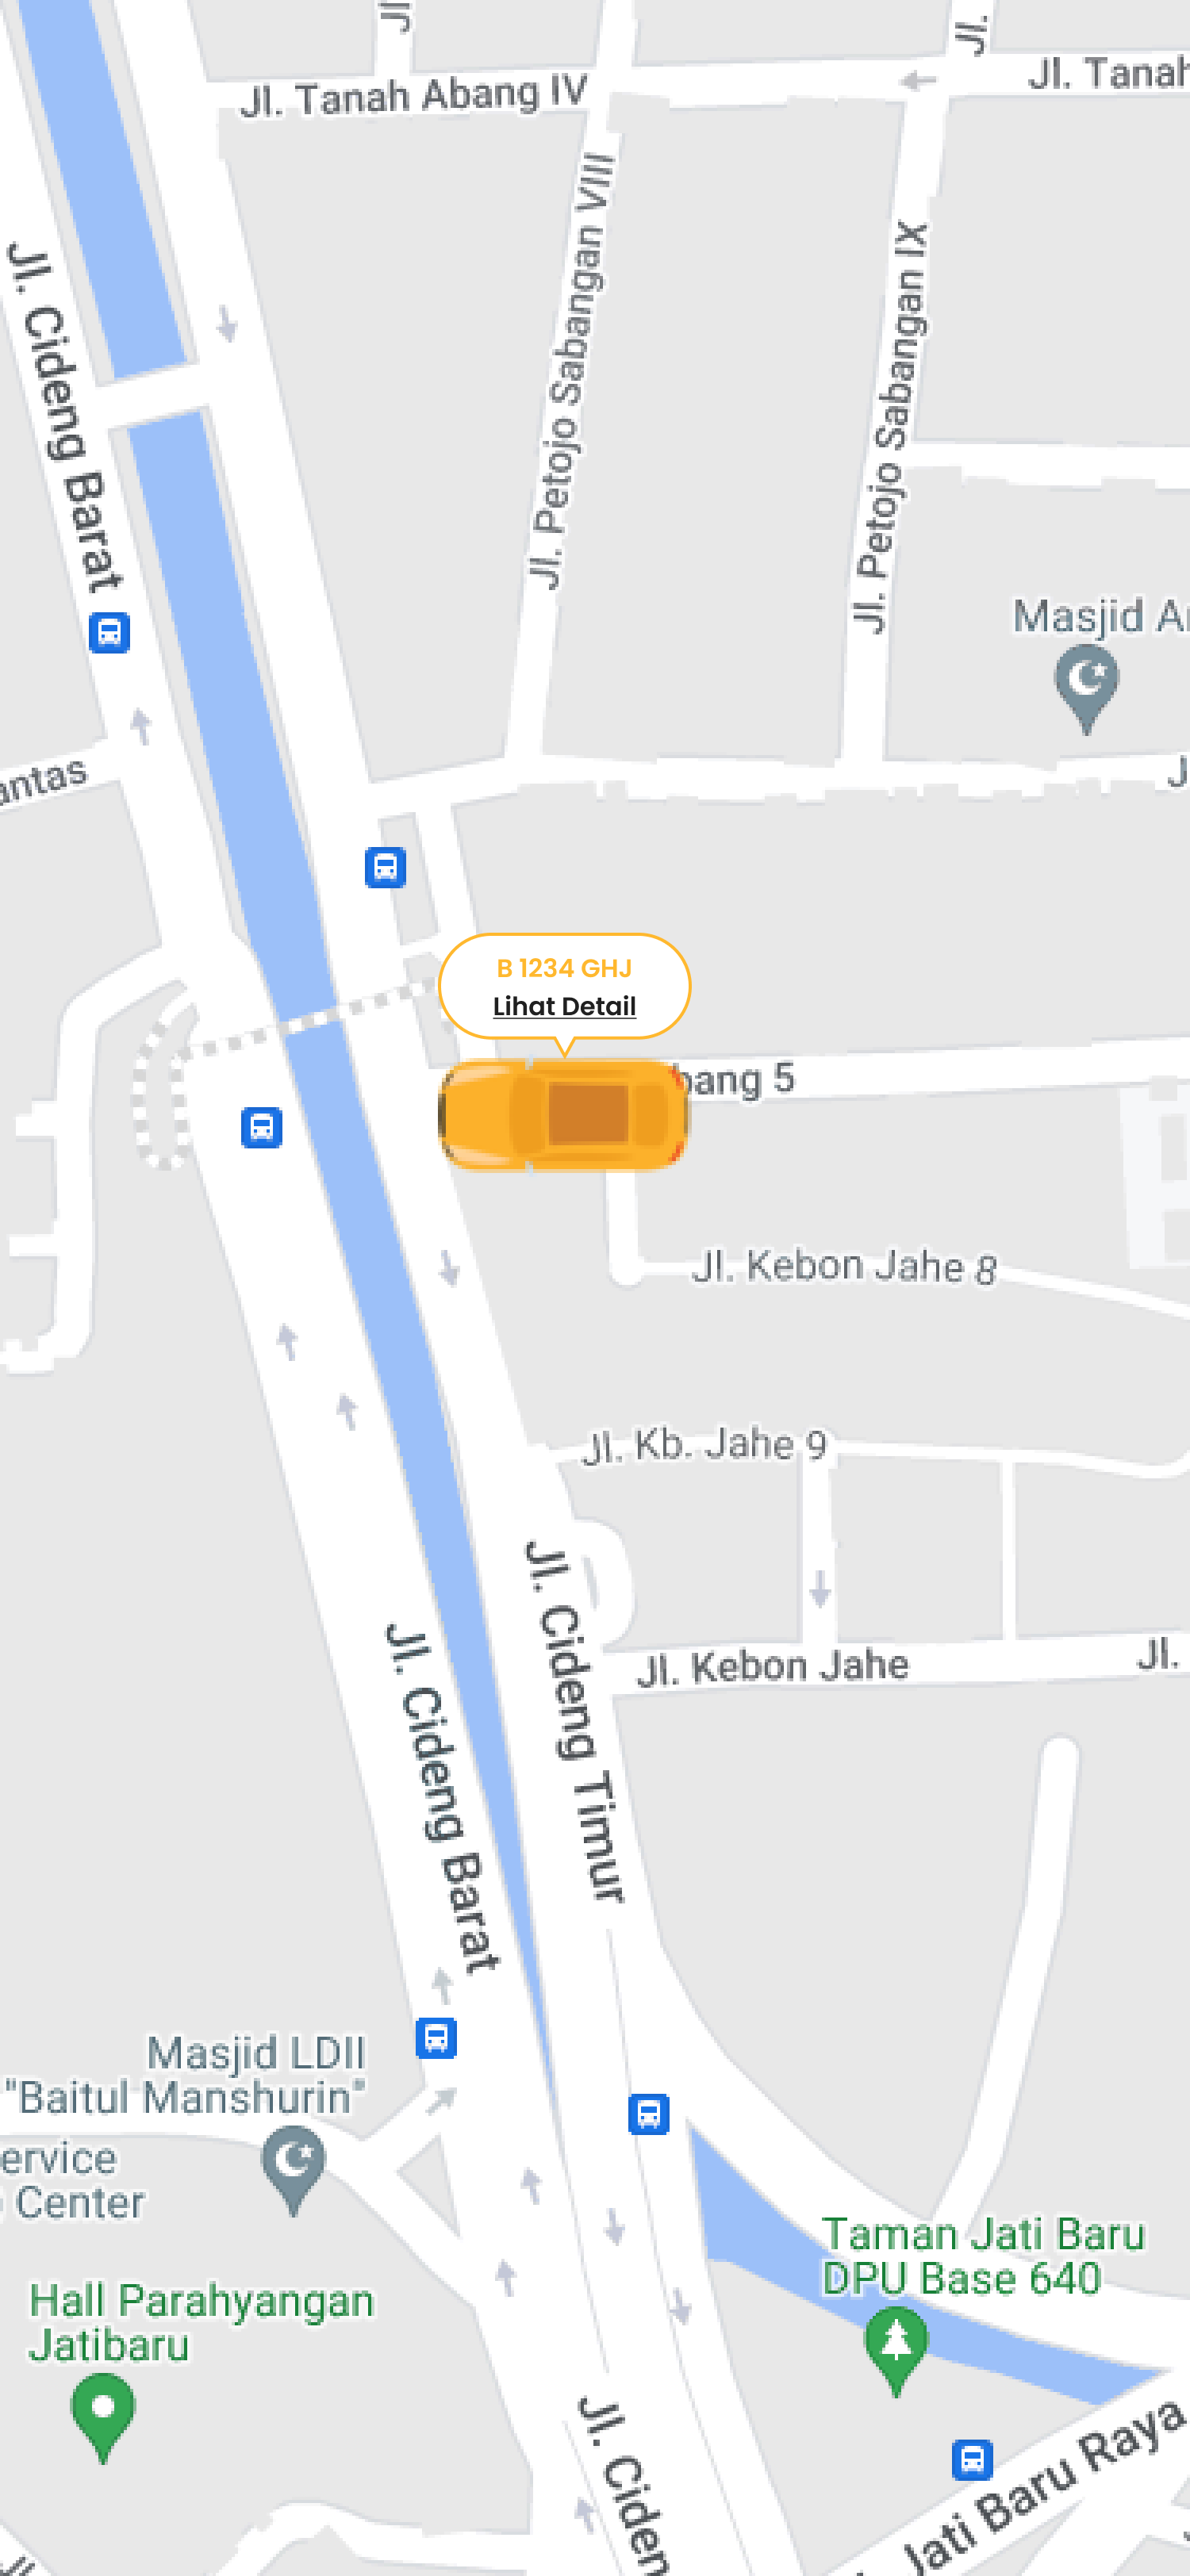 Jl
Jl.
Jl. Tanah Abang IV
Jl. Tanah
Jl. Petojo Sabangan VIII
Jl. Petojo Sabangan IX
Jl. Cideng Barat
Masjid
antas
J
B 1234 GHJ
Lihat Detail
bang 5
Jl. Kebon Jahe 8
Jl. Kb. Jahe 9
Jl. Cideng Timur
Jl. Kebon Jahe
Jl.
Jl. Cideng Barat
Masjid LDII
"Baitul Manshurin"
ervice
Center
Taman Jati Baru
DPU Base 640
Hall Parahyangan
Jatibaru
Jl. Ciden
Jati Baru Raya